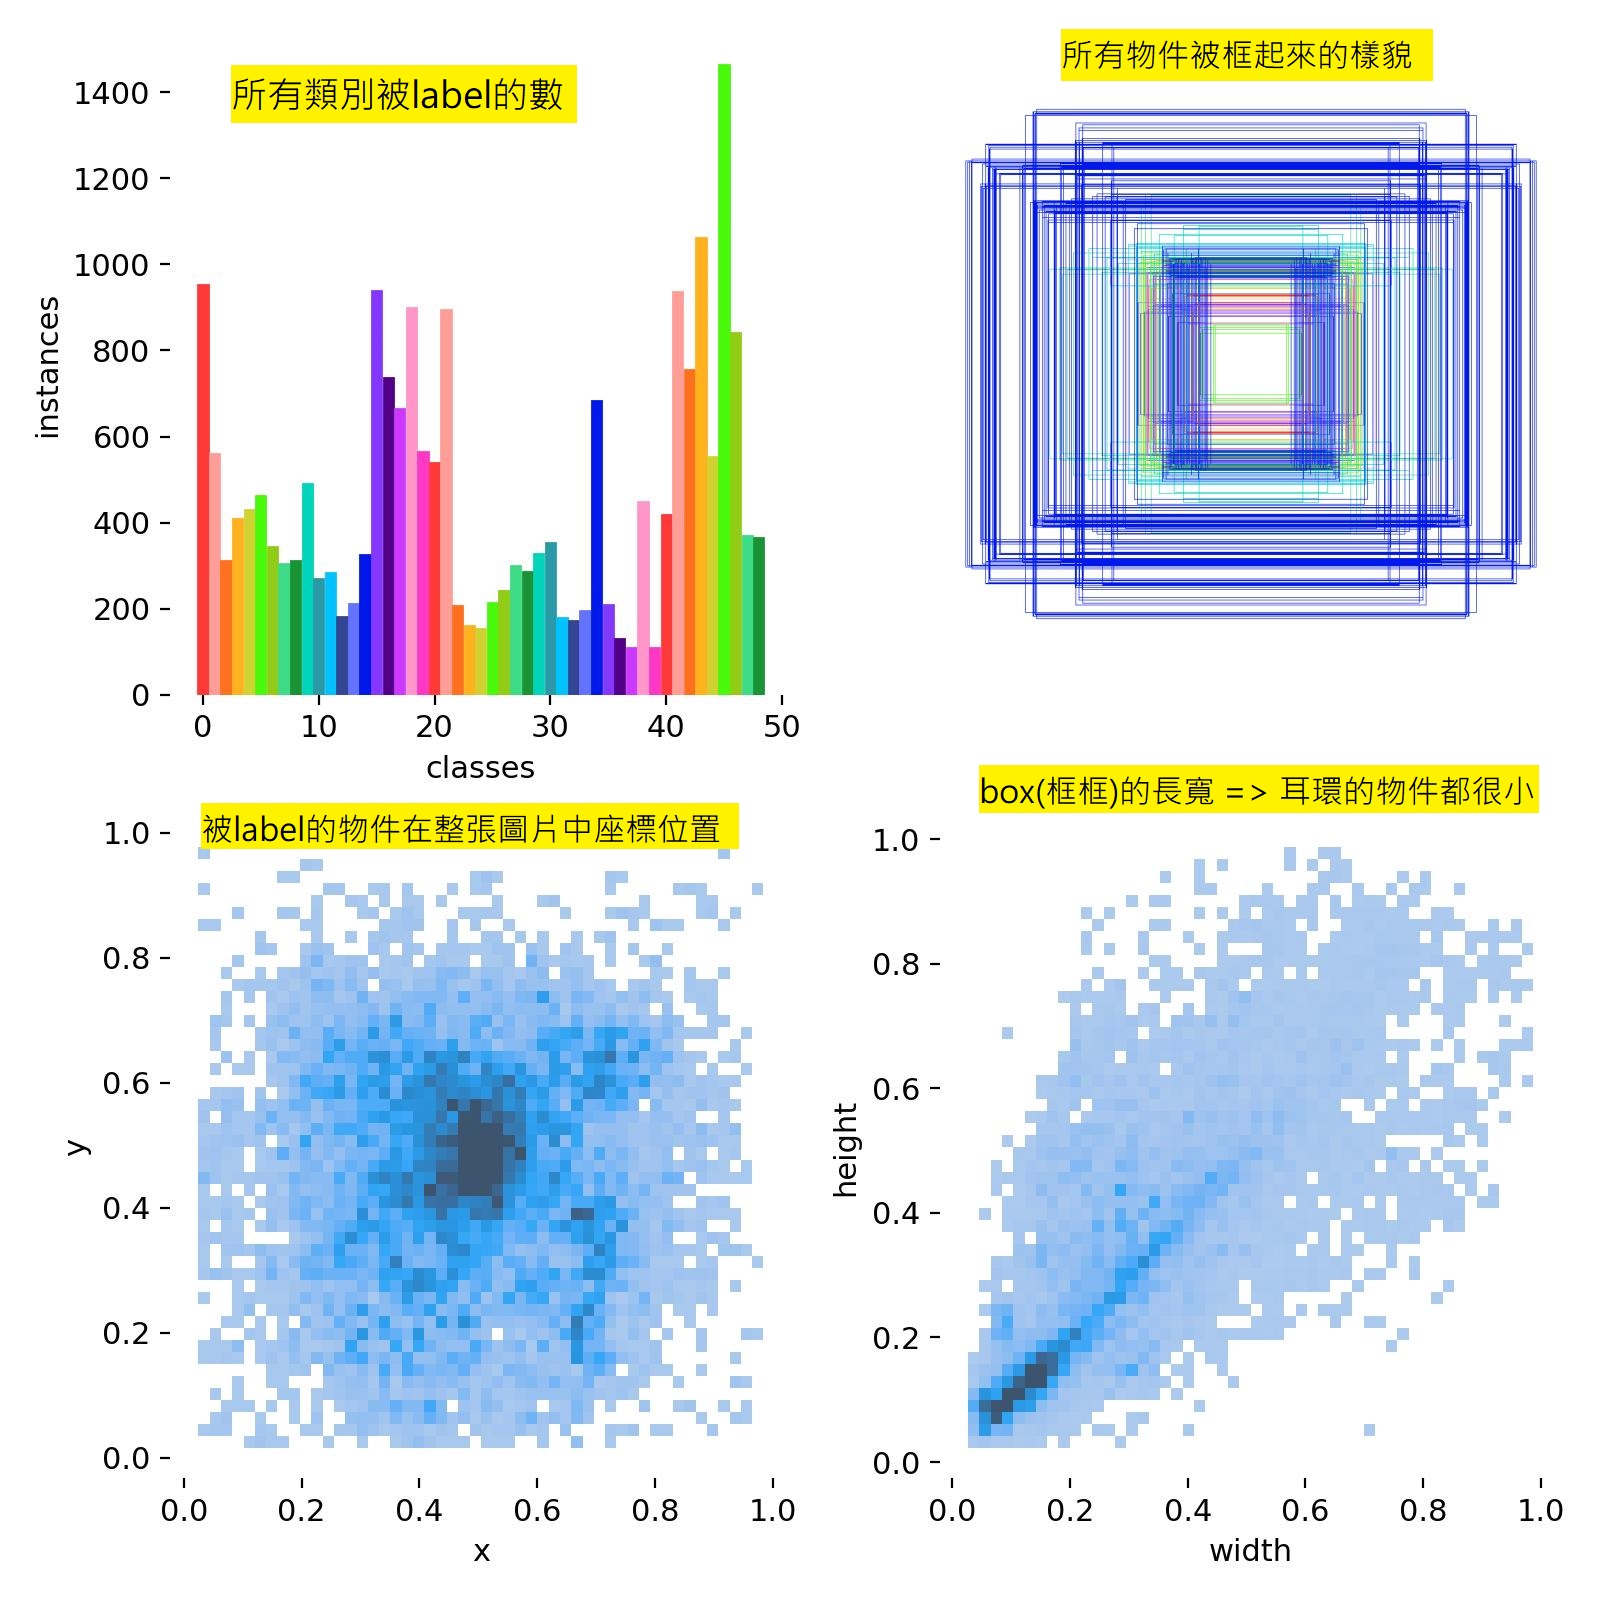 所有類別被label的數
1400
1200
1000
800
600
400
200
0
instances
0 10 20 30 40 50
classes
所有物件被框起來的樣貌
被label的物件在整張圖片中座標位置
1.0
0.8
0.6
0.4
0.2
0.0
y
0.0 0.2 0.4 0.6 0.8 1.0
x
box(框框)的長寬 => 耳環的物件都很小
1.0
0.8
0.6
0.4
0.2
0.0
height
0.0 0.2 0.4 0.6 0.8 1.0
width